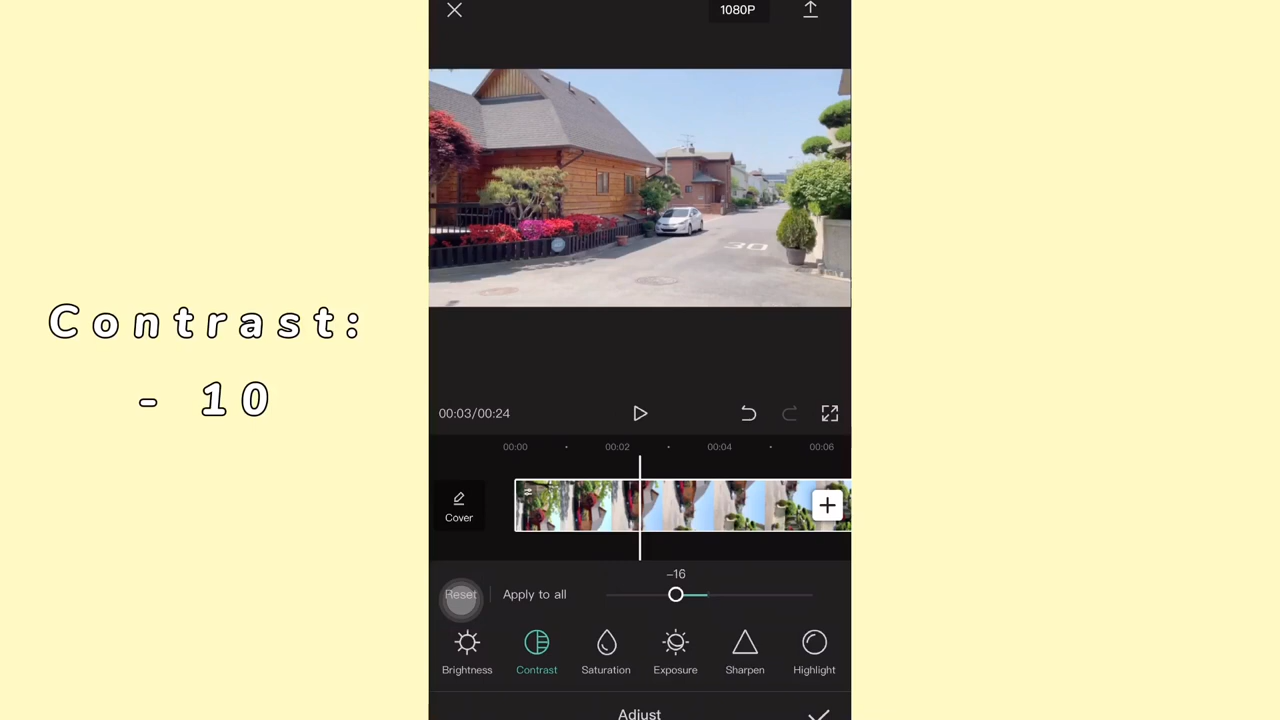 1080P
30
Contrast:
- 10
00:03/00:24
00:00
00:02
00:04
00:06
Cover
-16
Reset
Apply to all
Brightness
Contrast
Saturation
Exposure
Sharpen
Highlight
Adjust